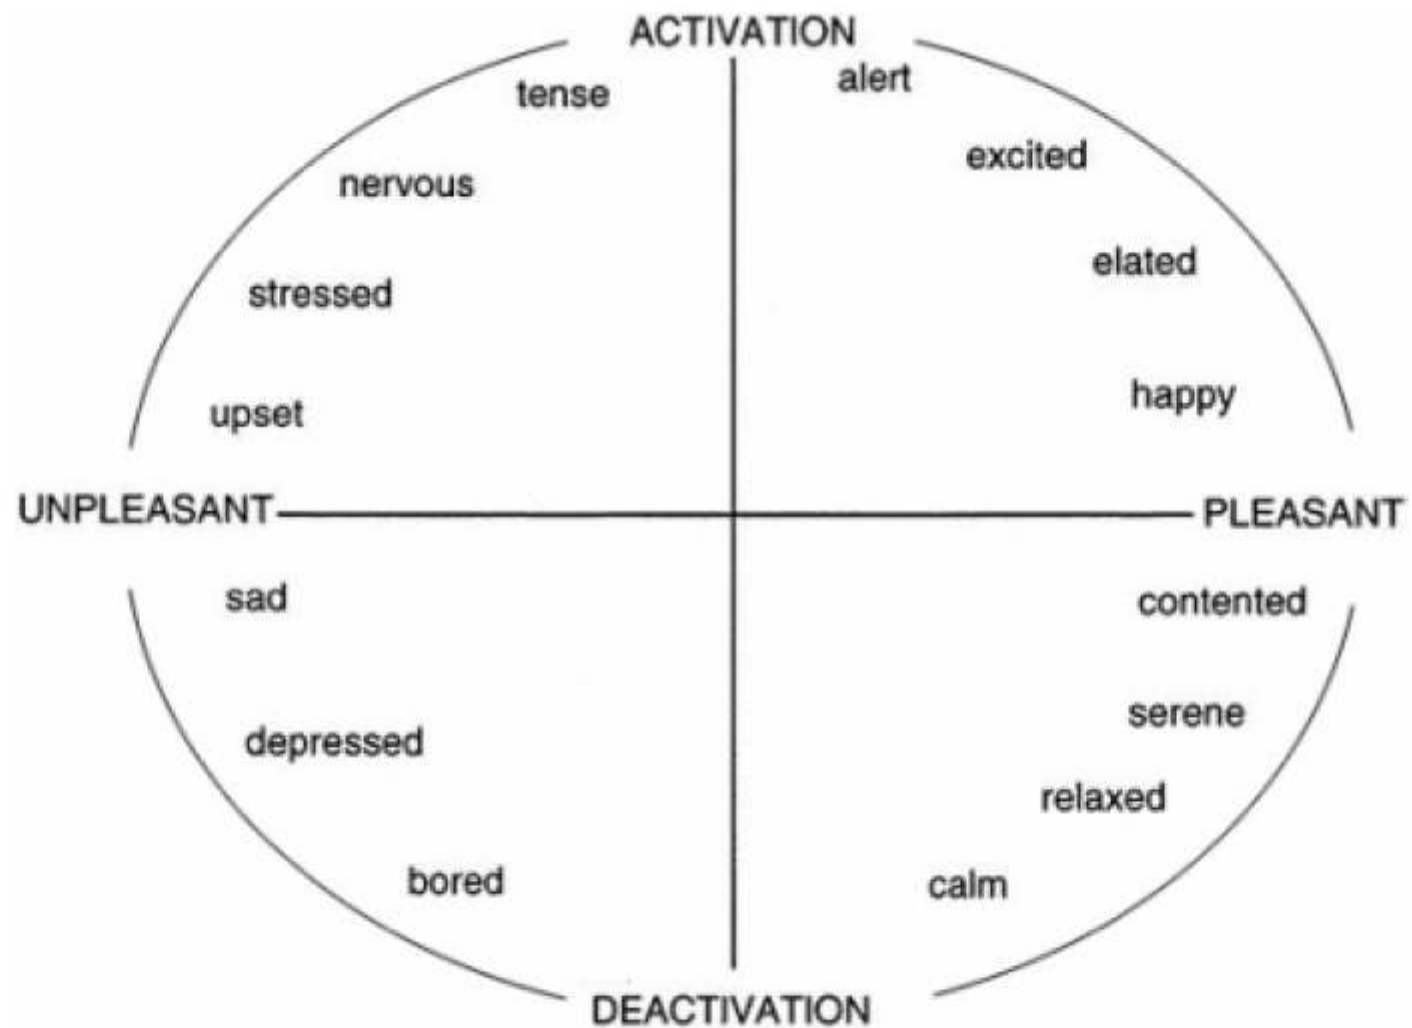 ACTIVATION
tense
alert
nervous
excited
stressed
elated
upset
happy
UNPLEASANT
PLEASANT
sad
contented
depressed
serene
relaxed
bored
calm
DEACTIVATION